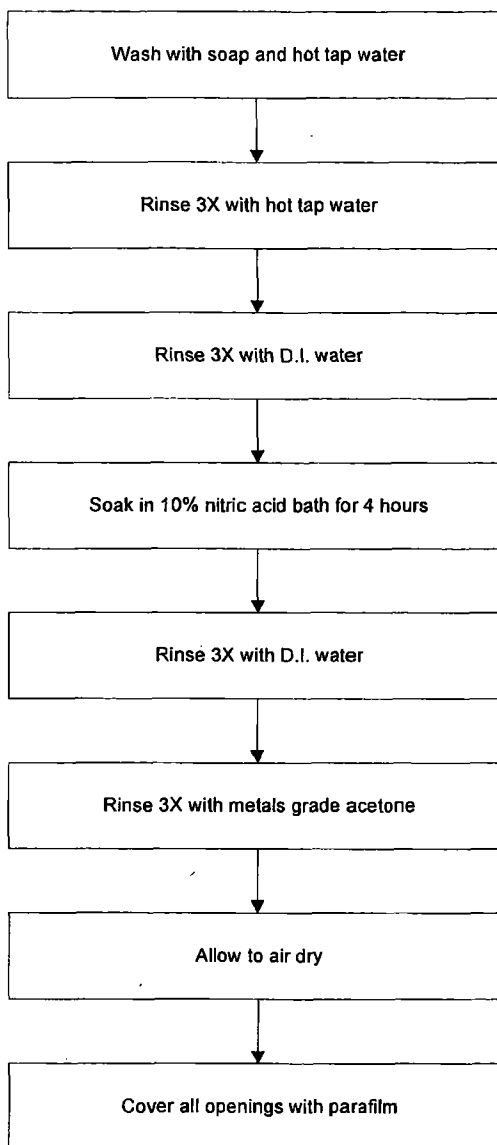 Wash with soap and hot tap water
Rinse 3X with hot tap water
Rinse 3X with D.I. water
Soak in 10% nitric acid bath for 4 hours
Rinse 3X with D.I. water
Rinse 3X with metals grade acetone
Allow to air dry
Cover all openings with parafilm